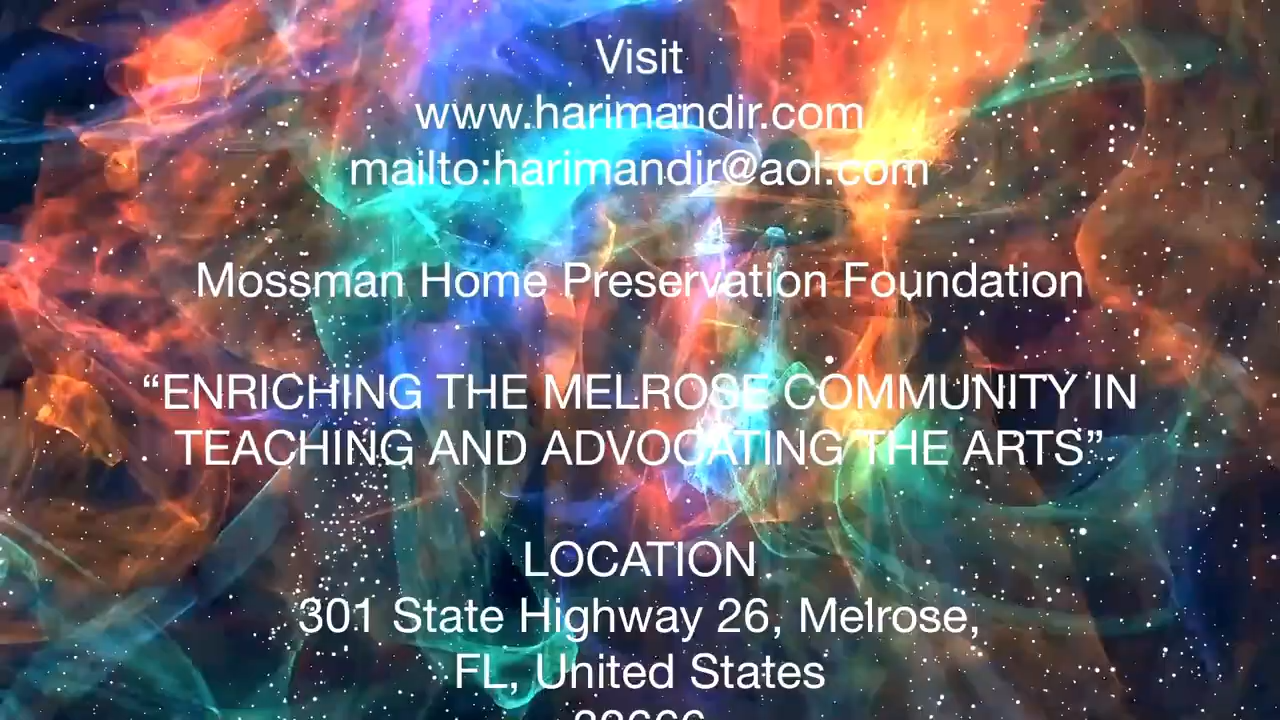 Visit
www.harimandir.com
mailto:harimandir@aol.com
Mossman Home Preservation Foundation
“ENRICHING THE MELROSE COMMUNITY IN
TEACHING AND ADVOCATING THE ARTS”
LOCATION
301 State Highway 26, Melrose,
FL, United States